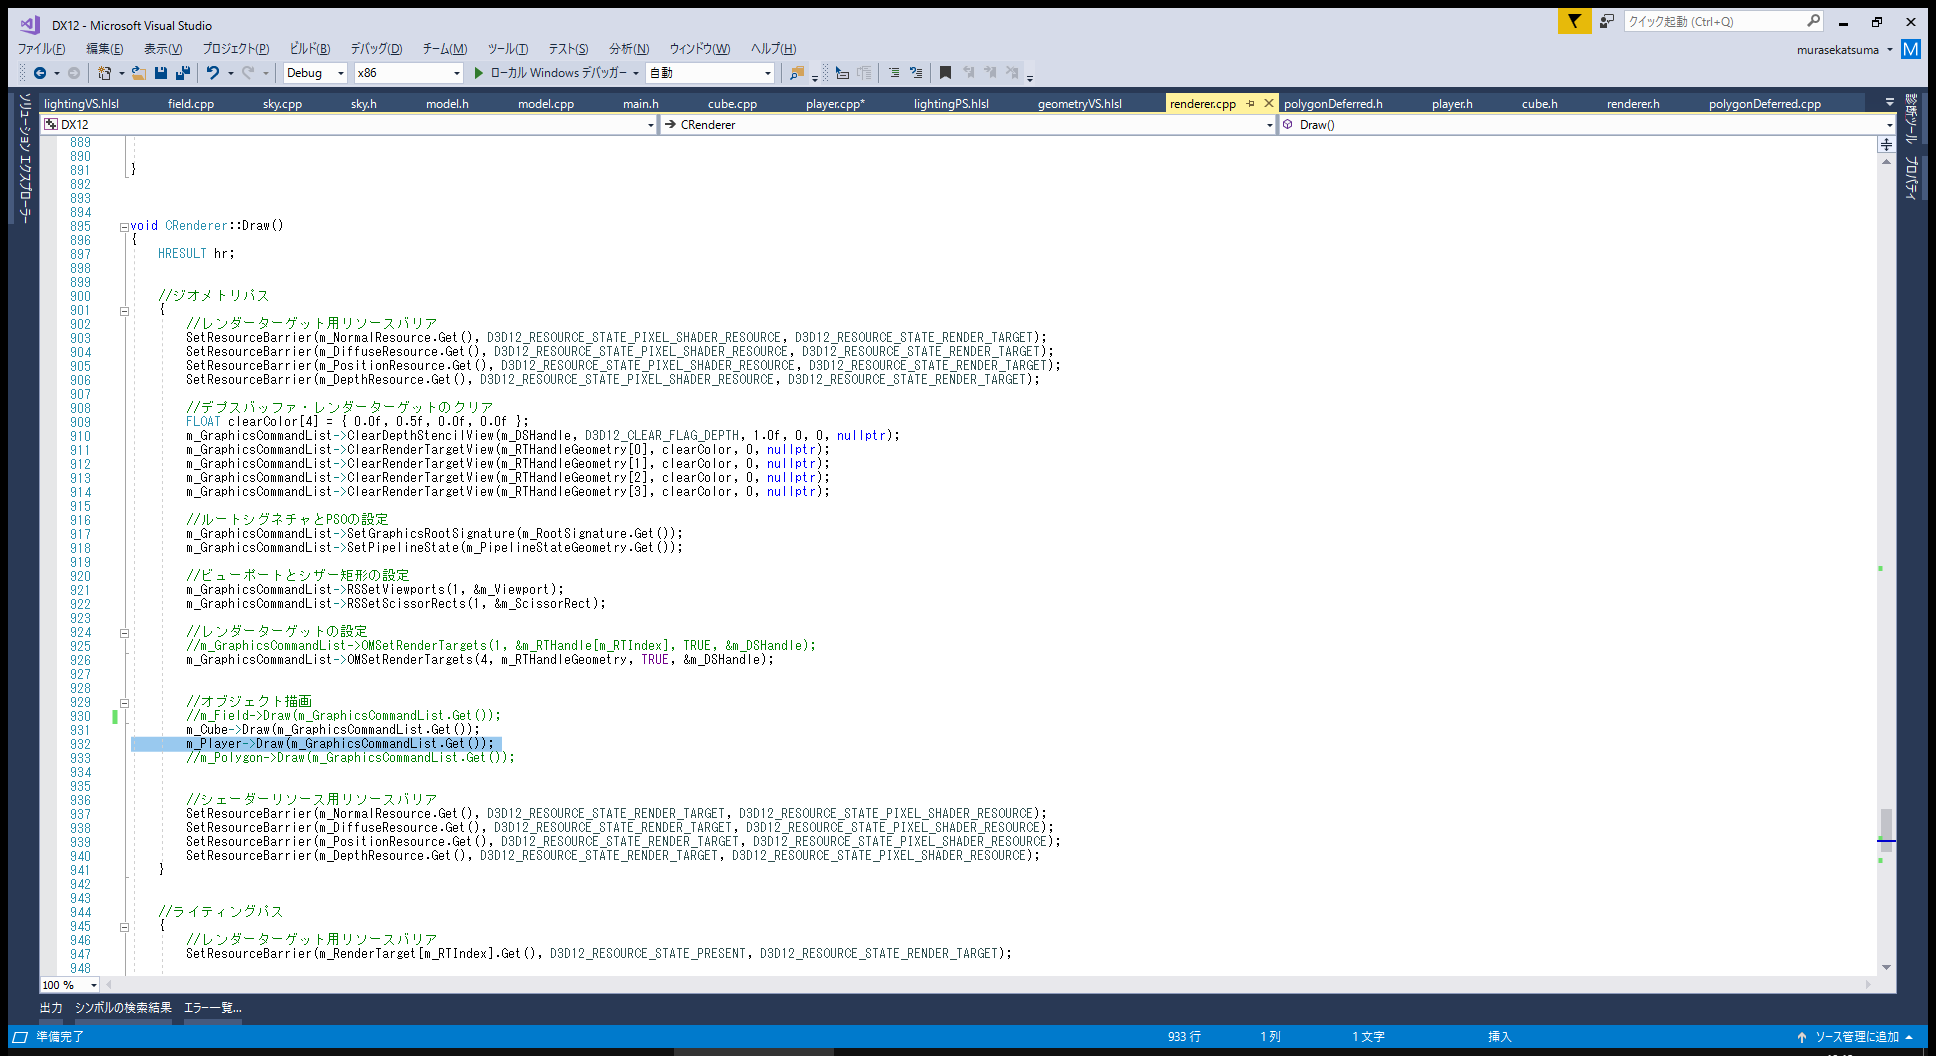 DX12 - Microsoft Visual Studio
クイック起動 (Ctrl+Q)
ファイル(F) 編集(E) 表示(V) プロジェクト(P) ビルド(B) デバッグ(D) チーム(M) ツール(T) テスト(S) 分析(N) ウィンドウ(W) ヘルプ(H)
murasekatsuma M
Debug x86 ローカル Windows デバッガー 自動
ソリューション エクスプローラー
lightingVS.hlsl field.cpp sky.cpp sky.h model.h model.cpp main.h cube.cpp player.cpp* lightingPS.hlsl geometryVS.hlsl renderer.cpp polygonDeferred.h player.h cube.h renderer.h polygonDeferred.cpp
診断ツール
プロパティ
DX12 CRenderer Draw()
889
890
891 }
892
893
894
895 void CRenderer::Draw()
896 {
897 HRESULT hr;
898
899
900 //ジオメトリパス
901 {
902 //レンダーターゲット用リソースバリア
903 SetResourceBarrier(m_NormalResource.Get(), D3D12_RESOURCE_STATE_PIXEL_SHADER_RESOURCE, D3D12_RESOURCE_STATE_RENDER_TARGET);
904 SetResourceBarrier(m_DiffuseResource.Get(), D3D12_RESOURCE_STATE_PIXEL_SHADER_RESOURCE, D3D12_RESOURCE_STATE_RENDER_TARGET);
905 SetResourceBarrier(m_PositionResource.Get(), D3D12_RESOURCE_STATE_PIXEL_SHADER_RESOURCE, D3D12_RESOURCE_STATE_RENDER_TARGET);
906 SetResourceBarrier(m_DepthResource.Get(), D3D12_RESOURCE_STATE_PIXEL_SHADER_RESOURCE, D3D12_RESOURCE_STATE_RENDER_TARGET);
907
908 //デプスバッファ・レンダーターゲットのクリア
909 FLOAT clearColor[4] = { 0.0f, 0.5f, 0.0f, 0.0f };
910 m_GraphicsCommandList->ClearDepthStencilView(m_DSHandle, D3D12_CLEAR_FLAG_DEPTH, 1.0f, 0, 0, nullptr);
911 m_GraphicsCommandList->ClearRenderTargetView(m_RTHandleGeometry[0], clearColor, 0, nullptr);
912 m_GraphicsCommandList->ClearRenderTargetView(m_RTHandleGeometry[1], clearColor, 0, nullptr);
913 m_GraphicsCommandList->ClearRenderTargetView(m_RTHandleGeometry[2], clearColor, 0, nullptr);
914 m_GraphicsCommandList->ClearRenderTargetView(m_RTHandleGeometry[3], clearColor, 0, nullptr);
915
916 //ルートシグネチャとPSOの設定
917 m_GraphicsCommandList->SetGraphicsRootSignature(m_RootSignature.Get());
918 m_GraphicsCommandList->SetPipelineState(m_PipelineStateGeometry.Get());
919
920 //ビューポートとシザー矩形の設定
921 m_GraphicsCommandList->RSSetViewports(1, &m_Viewport);
922 m_GraphicsCommandList->RSSetScissorRects(1, &m_ScissorRect);
923
924 //レンダーターゲットの設定
925 //m_GraphicsCommandList->OMSetRenderTargets(1, &m_RTHandle[m_RTIndex], TRUE, &m_DSHandle);
926 m_GraphicsCommandList->OMSetRenderTargets(4, m_RTHandleGeometry, TRUE, &m_DSHandle);
927
928
929 //オブジェクト描画
930 //m_Field->Draw(m_GraphicsCommandList.Get());
931 m_Cube->Draw(m_GraphicsCommandList.Get());
932 m_Player->Draw(m_GraphicsCommandList.Get());
933 //m_Polygon->Draw(m_GraphicsCommandList.Get());
934
935
936 //シェーダーリソース用リソースバリア
937 SetResourceBarrier(m_NormalResource.Get(), D3D12_RESOURCE_STATE_RENDER_TARGET, D3D12_RESOURCE_STATE_PIXEL_SHADER_RESOURCE);
938 SetResourceBarrier(m_DiffuseResource.Get(), D3D12_RESOURCE_STATE_RENDER_TARGET, D3D12_RESOURCE_STATE_PIXEL_SHADER_RESOURCE);
939 SetResourceBarrier(m_PositionResource.Get(), D3D12_RESOURCE_STATE_RENDER_TARGET, D3D12_RESOURCE_STATE_PIXEL_SHADER_RESOURCE);
940 SetResourceBarrier(m_DepthResource.Get(), D3D12_RESOURCE_STATE_RENDER_TARGET, D3D12_RESOURCE_STATE_PIXEL_SHADER_RESOURCE);
941 }
942
943
944 //ライティングパス
945 {
946 //レンダーターゲット用リソースバリア
947 SetResourceBarrier(m_RenderTarget[m_RTIndex].Get(), D3D12_RESOURCE_STATE_PRESENT, D3D12_RESOURCE_STATE_RENDER_TARGET);
948
100 %
出力 シンボルの検索結果 エラー一覧...
準備完了 933 行 1 列 1 文字 挿入 ソース管理に追加